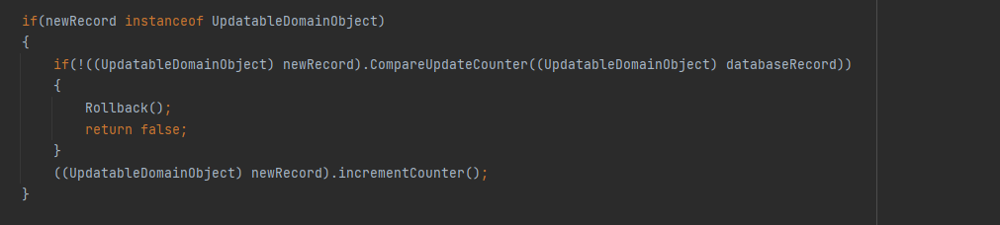 if(newRecord instanceof UpdatableDomainObject)
{
if(!((UpdatableDomainObject) newRecord).CompareUpdateCounter((UpdatableDomainObject) databaseRecord))
{
Rollback();
return false;
}
((UpdatableDomainObject) newRecord).incrementCounter();
}